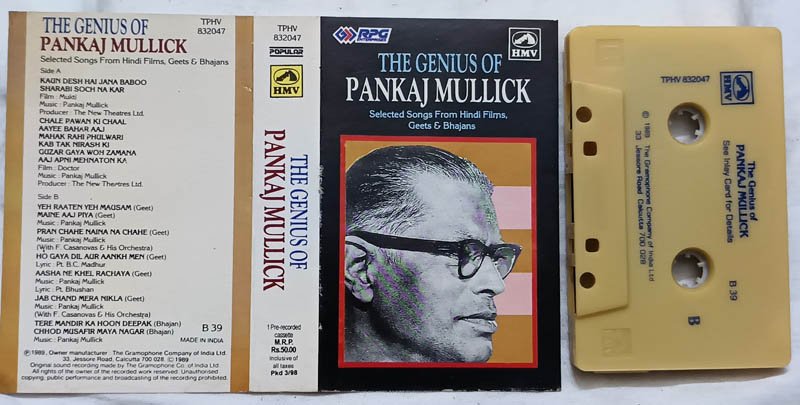 THE GENIUS OF
PANKAJ MULLICK
TPHV
832047
Selected Songs From Hindi Films, Geets & Bhajans
Side A
KAUN DESH HAI JANA BABOO
SHARABI SOCH NA KAR
Film : Mukti
Music : Pankaj Mullick
Producer : The New Theatres Ltd.
CHALE PAWAN KI CHAAL
AAYEE BAHAR AAJ
MAHAK RAHI PHULWARI
KAB TAK NIRASH KI
GUZAR GAYA WOH ZAMANA
AAJ APNI MEHNATON KA
Film : Doctor
Music : Pankaj Mullick
Producer : The New Theatres Ltd.
Side B
YEH RAATEN YEH MAUSAM (Geet)
MAINE AAJ PIYA (Geet)
Music : Pankaj Mullick
PRAN CHAHE NAINA NA CHAHE (Geet)
Music : Pankaj Mullick
(With F. Casanovas & His Orchestra)
HO GAYA DIL AUR AANKH MEN (Geet)
Lyric : Pt. B.C. Madhur
AASHA NE KHEL RACHAYA (Geet)
Music : Pankaj Mullick
Lyric : Pt. Bhushan
JAB CHAND MERA NIKLA (Geet)
Music : Pankaj Mullick
(With F. Casanovas & His Orchestra)
TERE MANDIR KA HOON DEEPAK (Bhajan)
CHHOD MUSAFIR MAYA NAGAR (Bhajan)
Music : Pankaj Mullick
B 39
MADE IN INDIA
℗ 1989, Owner manufacturer : The Gramophone Company of India Ltd.
33, Jessore Road, Calcutta 700 028. © 1989
Original sound recording made by The Gramophone Co. of India Ltd.
All rights of the owner of the recorded work reserved. Unauthorised
copying, public performance and broadcasting of the recording prohibited.
TPHV
832047
POPULAR
HMV
THE GENIUS OF
PANKAJ MULLICK
1 Pre-recorded
cassette
M.R.P.
Rs.50.00
Inclusive of
all taxes
Pkd 3/98
RPG
HMV
THE GENIUS OF
PANKAJ MULLICK
Selected Songs From Hindi Films,
Geets & Bhajans
TPHV 832047
HMV
The Genius of
PANKAJ MULLICK
See Inlay Card for Details
℗ 1989 The Gramophone Company of India Ltd
33 Jessore Road Calcutta 700 028
B 39
B